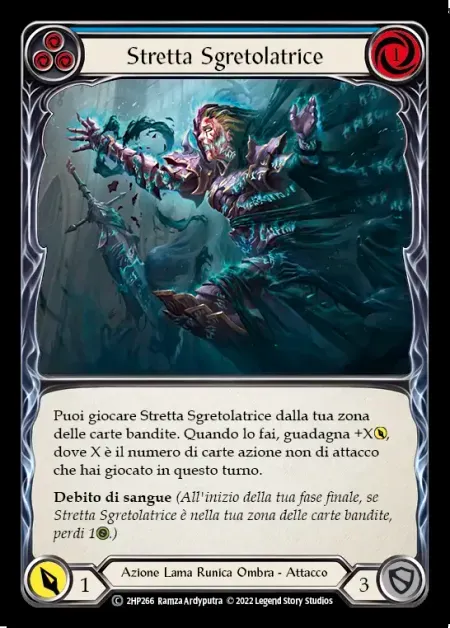 Stretta Sgretolatrice
1
Puoi giocare Stretta Sgretolatrice dalla tua zona
delle carte bandite. Quando lo fai, guadagna +X,
dove X è il numero di carte azione non di attacco
che hai giocato in questo turno.
Debito di sangue (All'inizio della tua fase finale, se
Stretta Sgretolatrice è nella tua zona delle carte bandite,
perdi 1.)
1
Azione Lama Runica Ombra - Attacco
3
C 2HP266 Ramza Ardyputra © 2022 Legend Story Studios